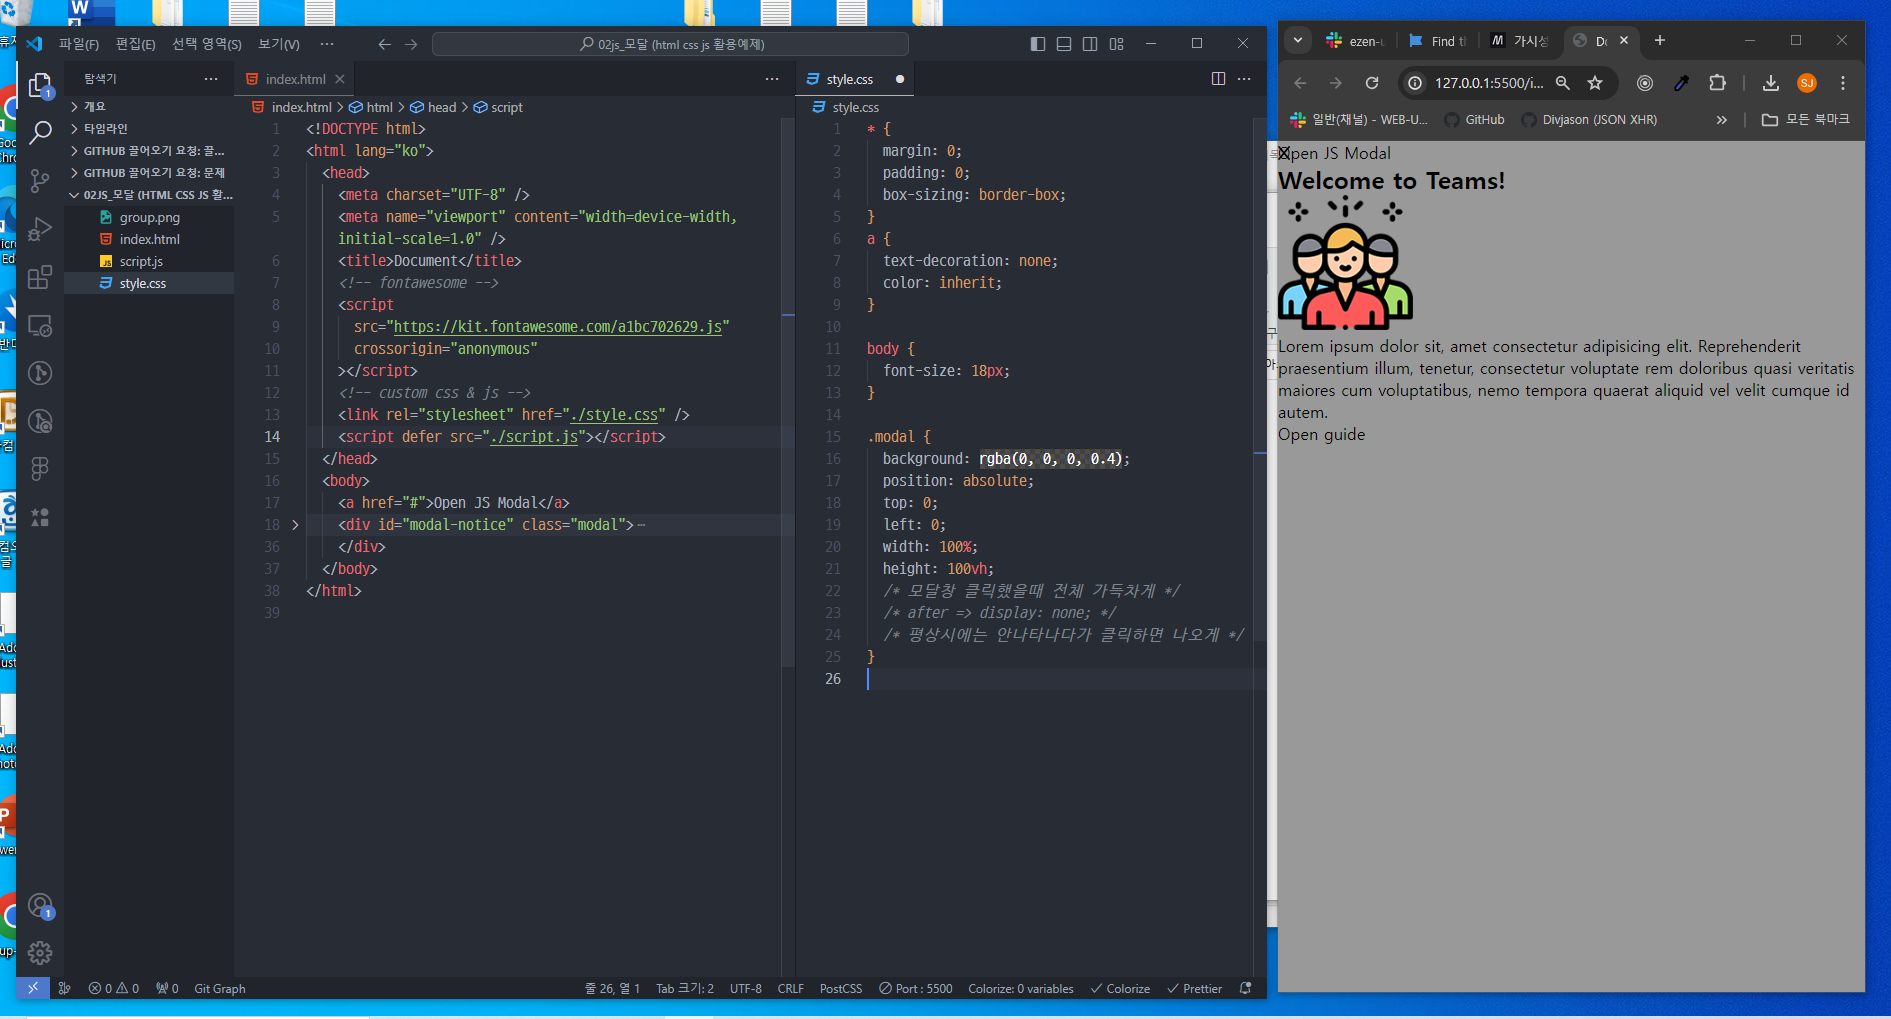 파일(F) 편집(E) 선택 영역(S) 보기(V) ··· 02js_모달 (html css js 활용예제)
탐색기 ···
개요
타임라인
GITHUB 끌어오기 요청: 끌...
GITHUB 끌어오기 요청: 문제
02JS_모달 (HTML CSS JS 활...
group.png
index.html
script.js
style.css
index.html
index.html > html > head > script
1 <!DOCTYPE html>
2 <html lang="ko">
3 <head>
4 <meta charset="UTF-8" />
5 <meta name="viewport" content="width=device-width,
initial-scale=1.0" />
6 <title>Document</title>
7 <!-- fontawesome -->
8 <script
9 src="https://kit.fontawesome.com/a1bc702629.js"
10 crossorigin="anonymous"
11 ></script>
12 <!-- custom css & js -->
13 <link rel="stylesheet" href="./style.css" />
14 <script defer src="./script.js"></script>
15 </head>
16 <body>
17 <a href="#">Open JS Modal</a>
18 <div id="modal-notice" class="modal">···
36 </div>
37 </body>
38 </html>
39
style.css
style.css
1 * {
2 margin: 0;
3 padding: 0;
4 box-sizing: border-box;
5 }
6 a {
7 text-decoration: none;
8 color: inherit;
9 }
10
11 body {
12 font-size: 18px;
13 }
14
15 .modal {
16 background: rgba(0, 0, 0, 0.4);
17 position: absolute;
18 top: 0;
19 left: 0;
20 width: 100%;
21 height: 100vh;
22 /* 모달창 클릭했을때 전체 가득차게 */
23 /* after => display: none; */
24 /* 평상시에는 안나타나다가 클릭하면 나오게 */
25 }
26
0 0 0 Git Graph 줄 26, 열 1 Tab 크기: 2 UTF-8 CRLF PostCSS Port : 5500 Colorize: 0 variables Colorize Prettier
ezen-u Find th 가시성
127.0.0.1:5500/i... SJ
일반(채널) - WEB-U... GitHub Divjason (JSON XHR) » 모든 북마크
Open JS Modal
Welcome to Teams!
Lorem ipsum dolor sit, amet consectetur adipisicing elit. Reprehenderit
praesentium illum, tenetur, consectetur voluptate rem doloribus quasi veritatis
maiores cum voluptatibus, nemo tempora quaerat aliquid vel velit cumque id
autem.
Open guide